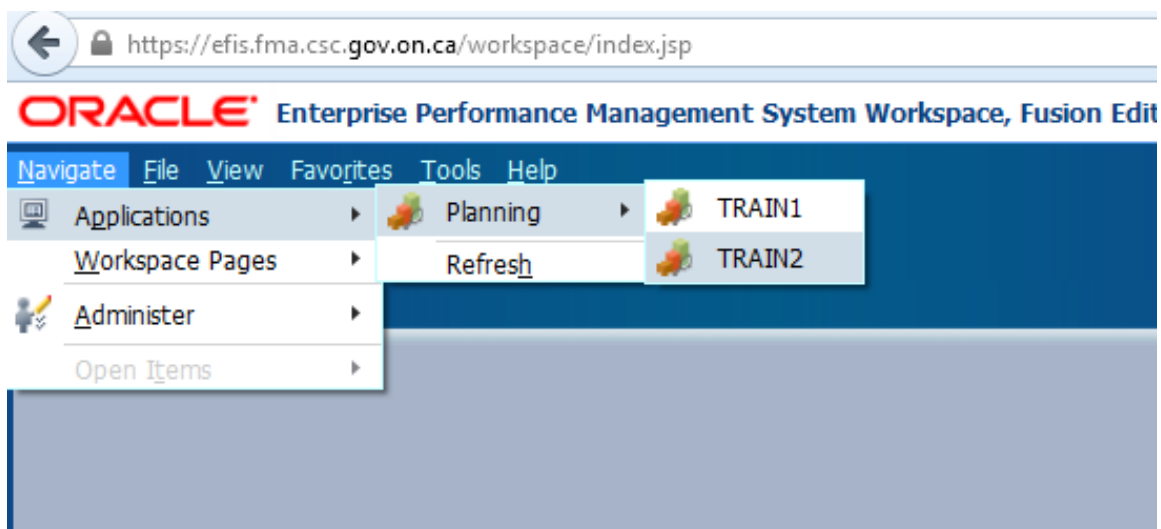 https://efis.fma.csc.gov.on.ca/workspace/index.jsp
ORACLE Enterprise Performance Management System Workspace, Fusion Edit
Navigate File View Favorites Tools Help
Applications Planning TRAIN1
Workspace Pages Refresh TRAIN2
Administer
Open Items